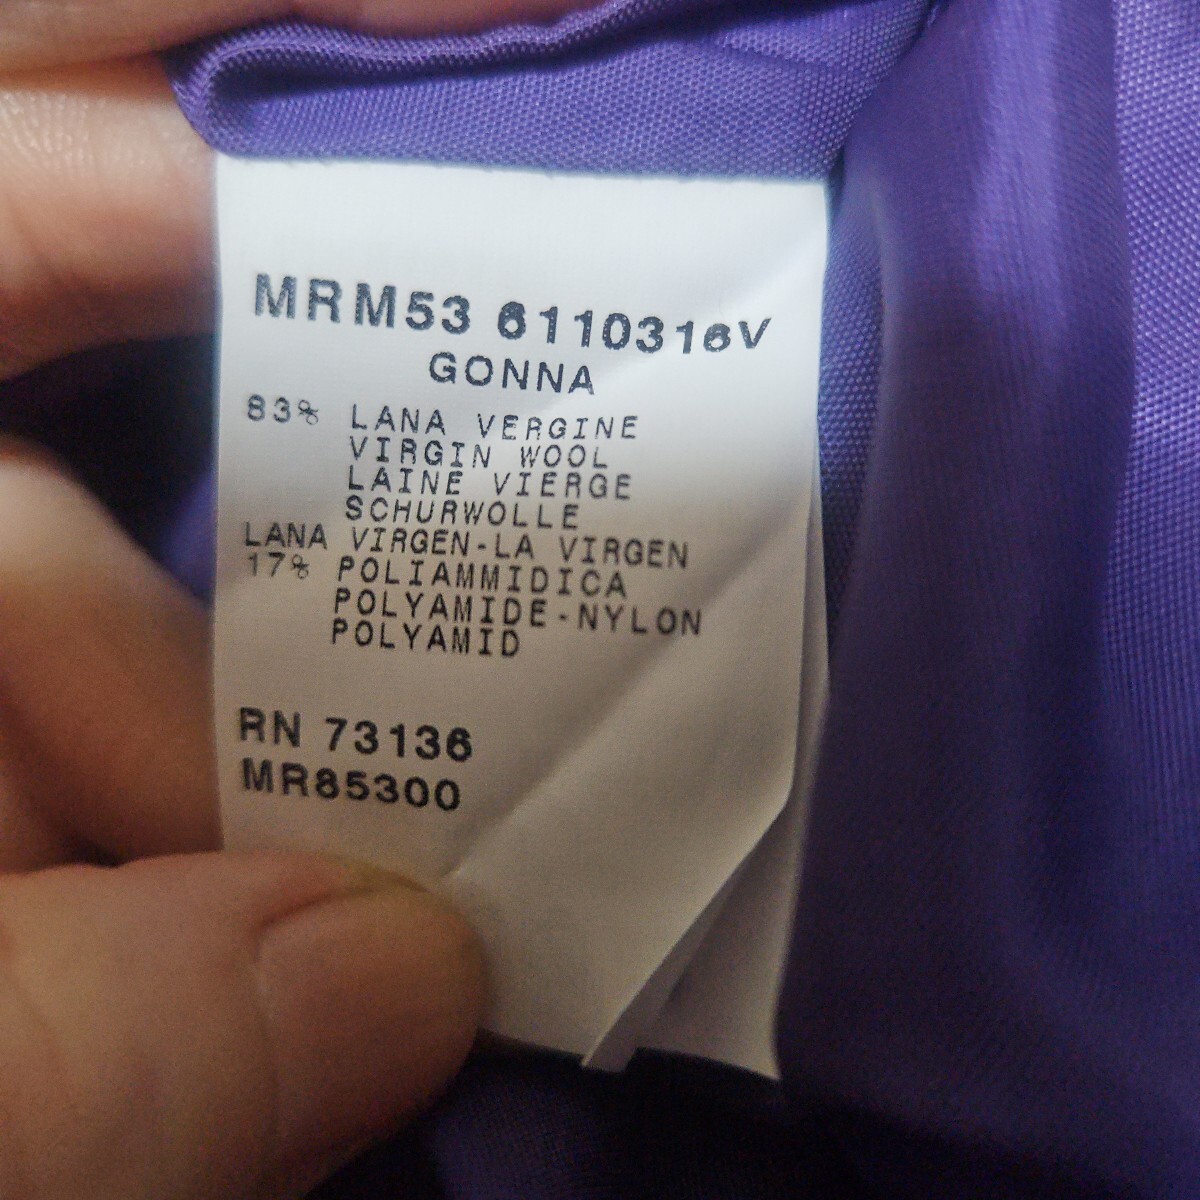 MRM53 6110316V
GONNA
83% LANA VERGINE
VIRGIN WOOL
LAINE VIERGE
SCHURWOLLE
LANA VIRGEN-LA VIRGEN
17% POLIAMMIDICA
POLYAMIDE-NYLON
POLYAMID
RN 73136
MR85300